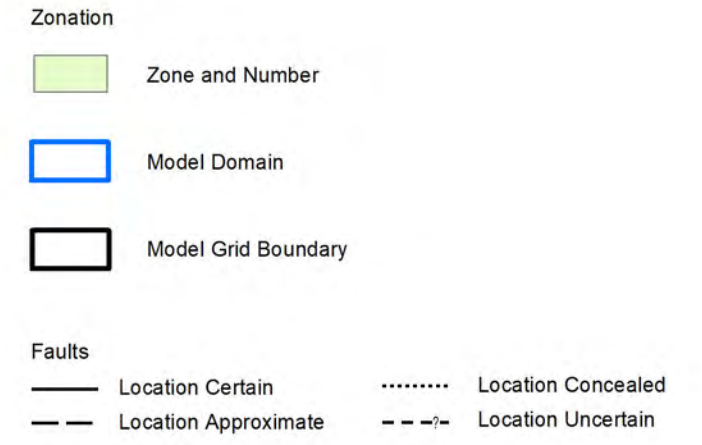 Zonation
Zone and Number
Model Domain
Model Grid Boundary
Faults
Location Certain
Location Concealed
Location Approximate
? Location Uncertain